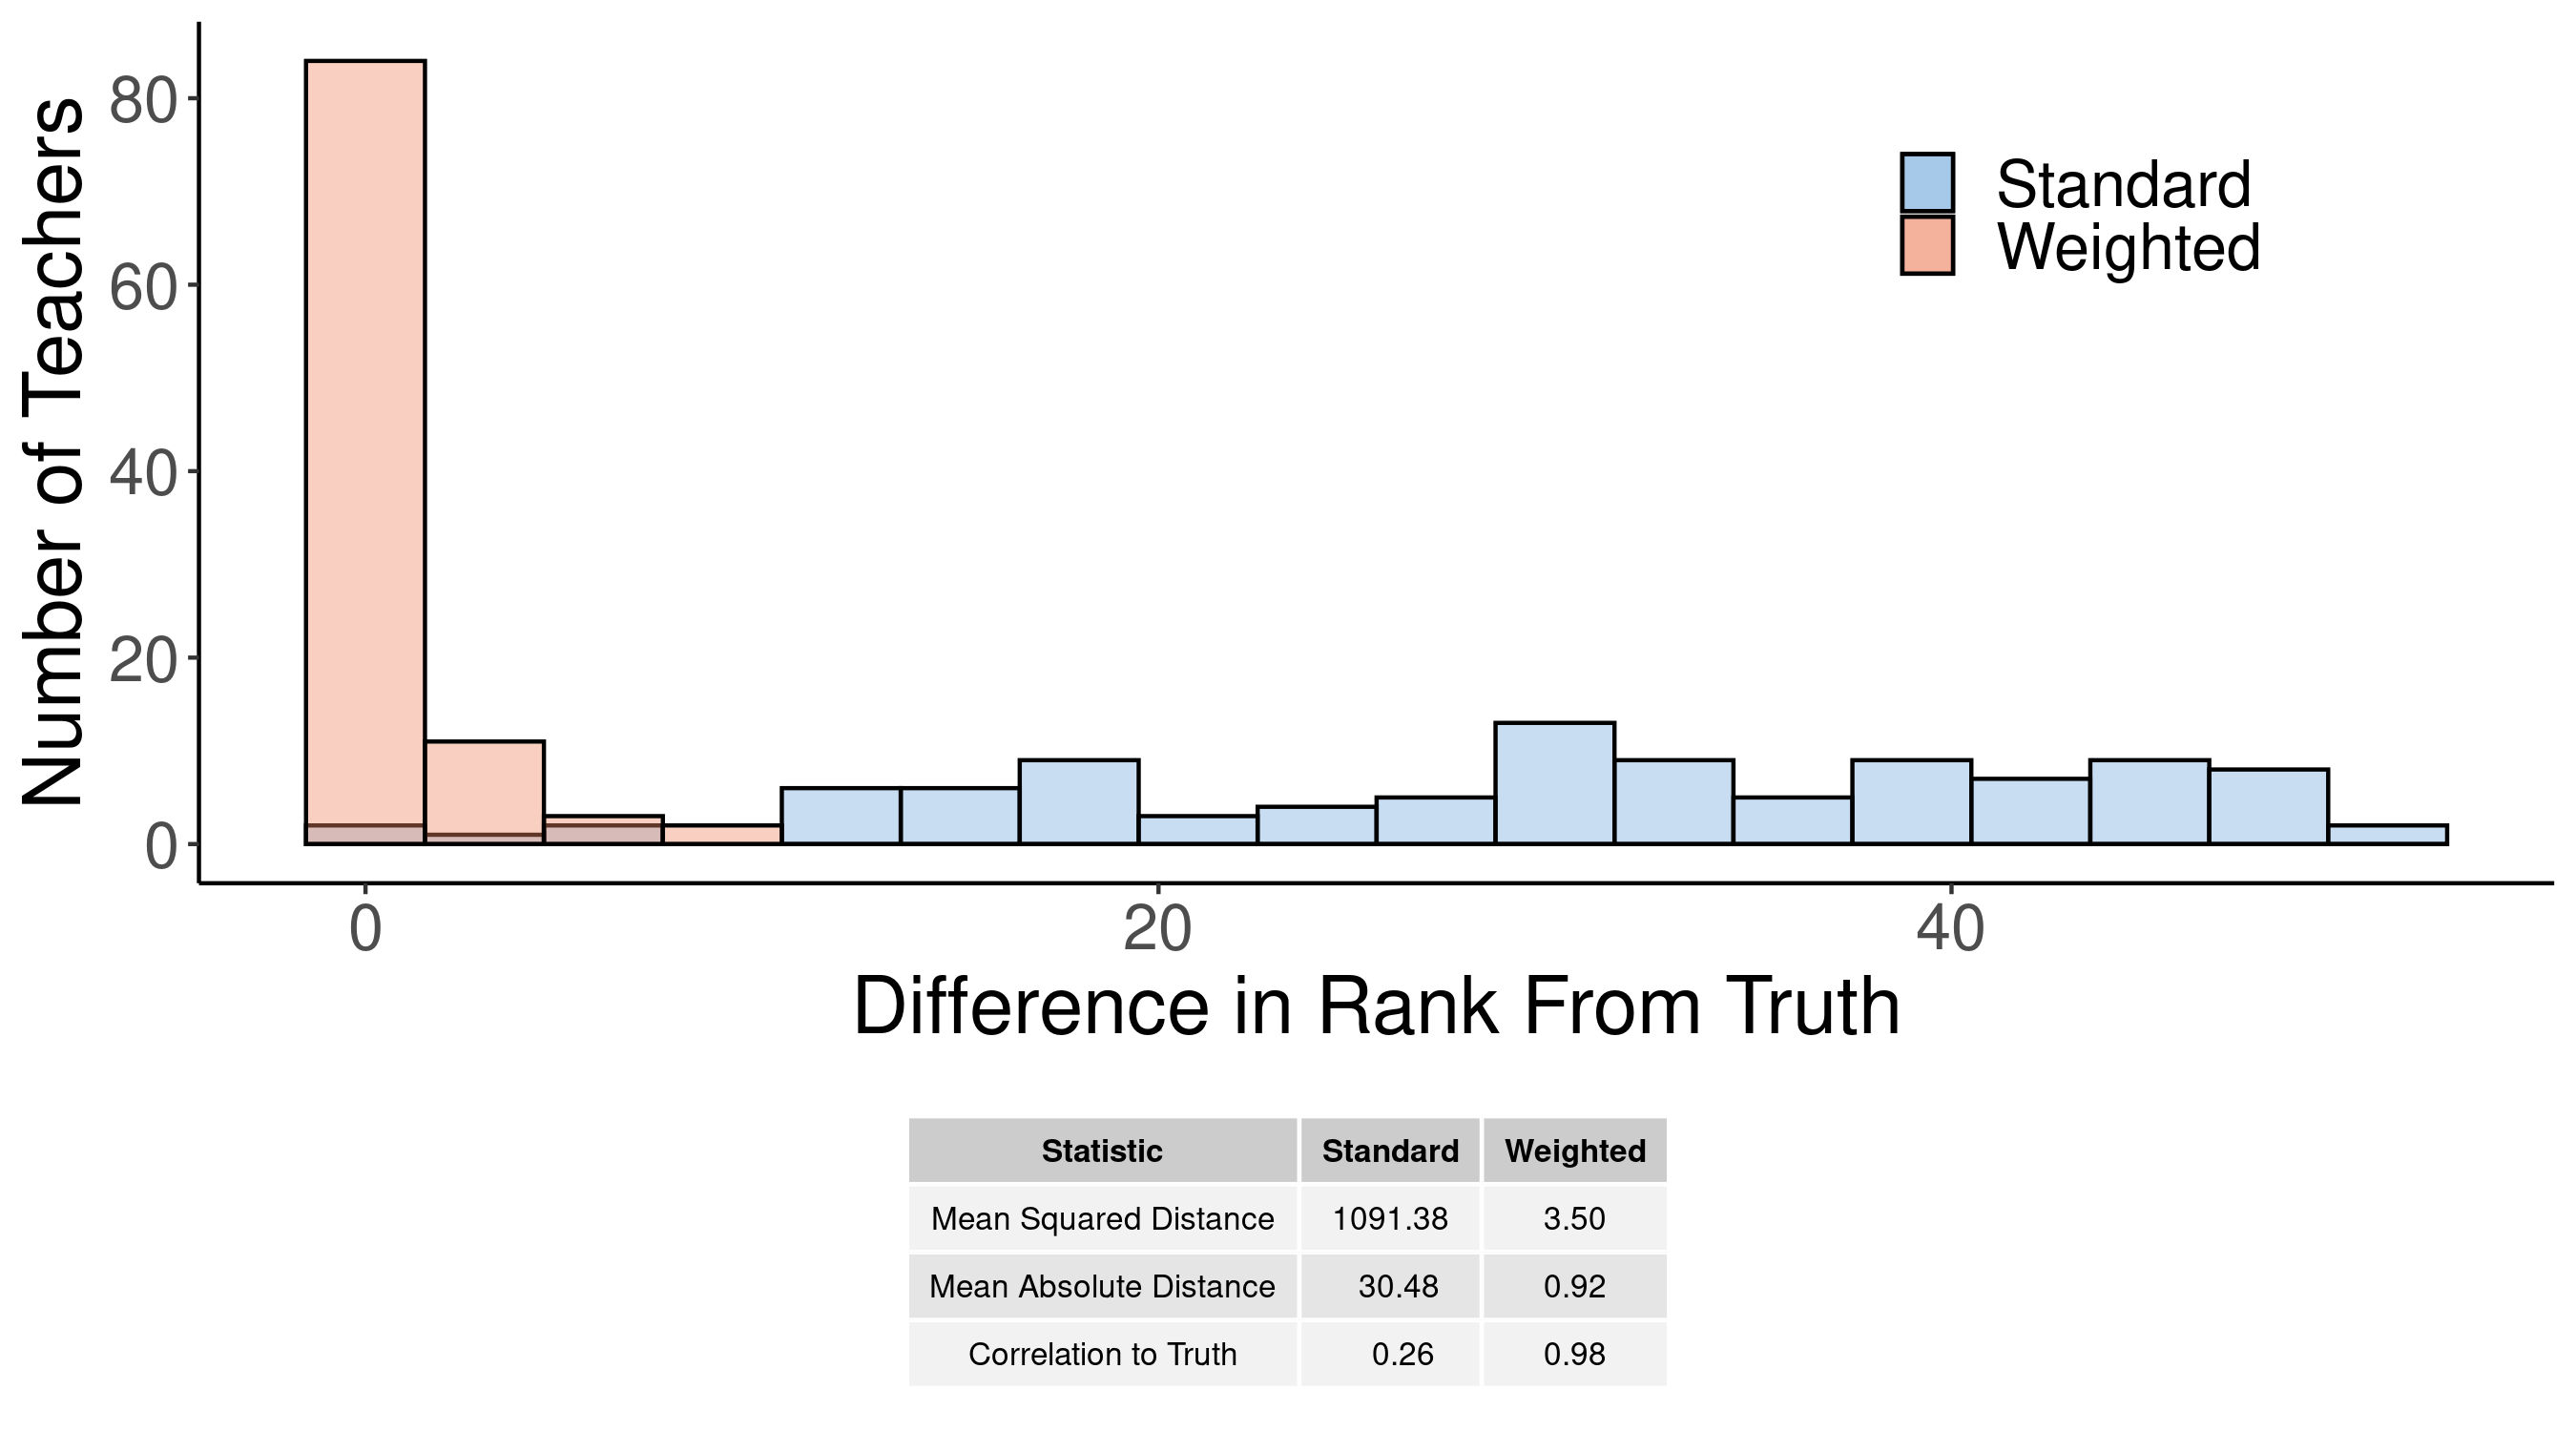 Number of Teachers
80
60
40
20
0
Standard
Weighted
0 20 40
Difference in Rank From Truth
Statistic Standard Weighted
Mean Squared Distance 1091.38 3.50
Mean Absolute Distance 30.48 0.92
Correlation to Truth 0.26 0.98